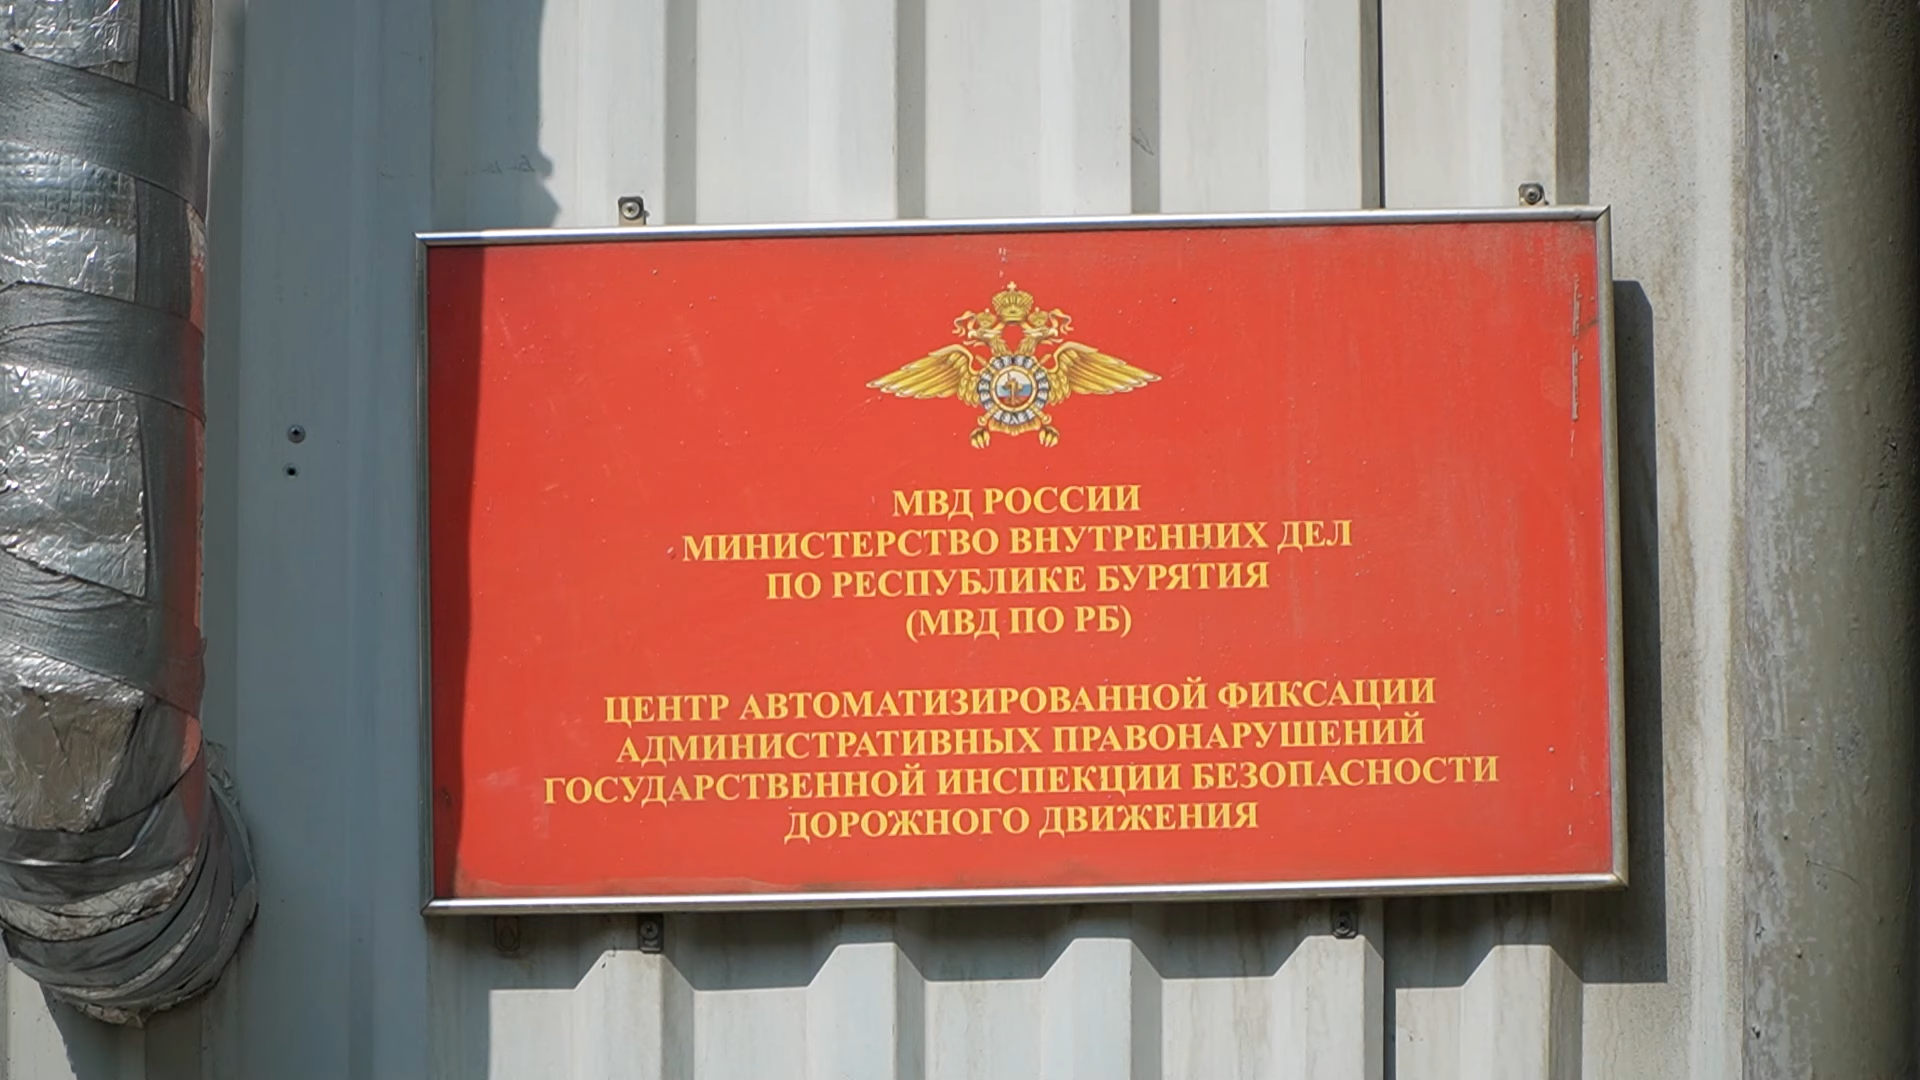 МВД РОССИИ
МИНИСТЕРСТВО ВНУТРЕННИХ ДЕЛ
ПО РЕСПУБЛИКЕ БУРЯТИЯ
(МВД ПО РБ)
ЦЕНТР АВТОМАТИЗИРОВАННОЙ ФИКСАЦИИ
АДМИНИСТРАТИВНЫХ ПРАВОНАРУШЕНИЙ
ГОСУДАРСТВЕННОЙ ИНСПЕКЦИИ БЕЗОПАСНОСТИ
ДОРОЖНОГО ДВИЖЕНИЯ